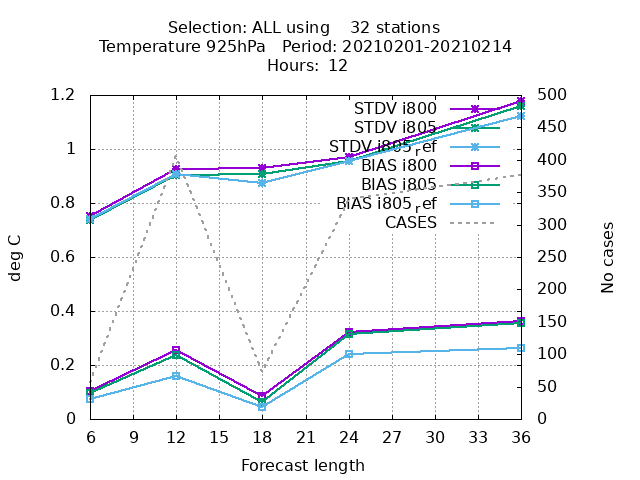 Selection: ALL using    32 stations
Temperature 925hPa   Period: 20210201-20210214
Hours: 12
1.2
1
0.8
0.6
0.4
0.2
0
deg C
500
450
400
350
300
250
200
150
100
50
0
No cases
STDV i800
STDV i805
STDV i805ref
BIAS i800
BIAS i805
BIAS i805ref
CASES
6 9 12 15 18 21 24 27 30 33 36
Forecast length